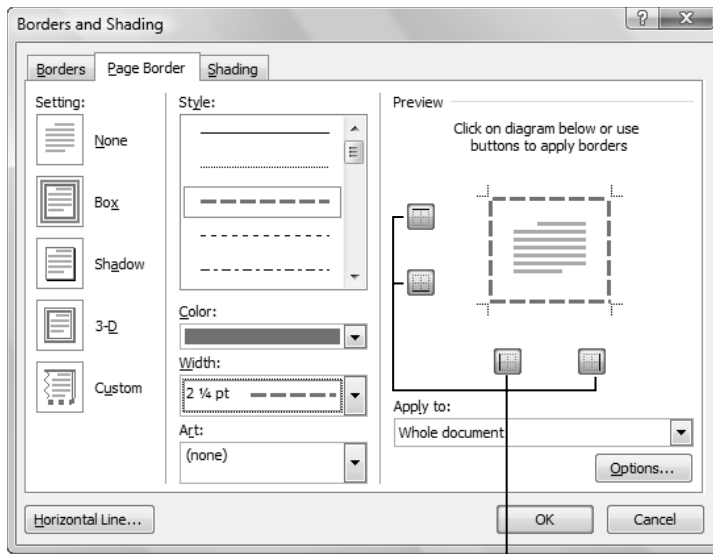 Borders and Shading
Borders Page Border Shading
Setting:
None
Box
Shadow
3-D
Custom
Style:
Color:
Width:
2 ¼ pt
Art:
(none)
Preview
Click on diagram below or use
buttons to apply borders
Apply to:
Whole document
Options...
Horizontal Line...
OK
Cancel